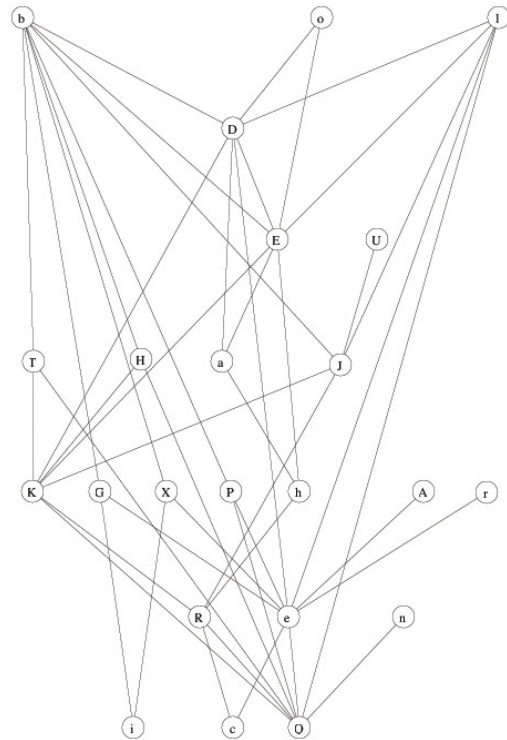 b o l
D
E U
T H a J
K G X P h A r
R e n
i c Q